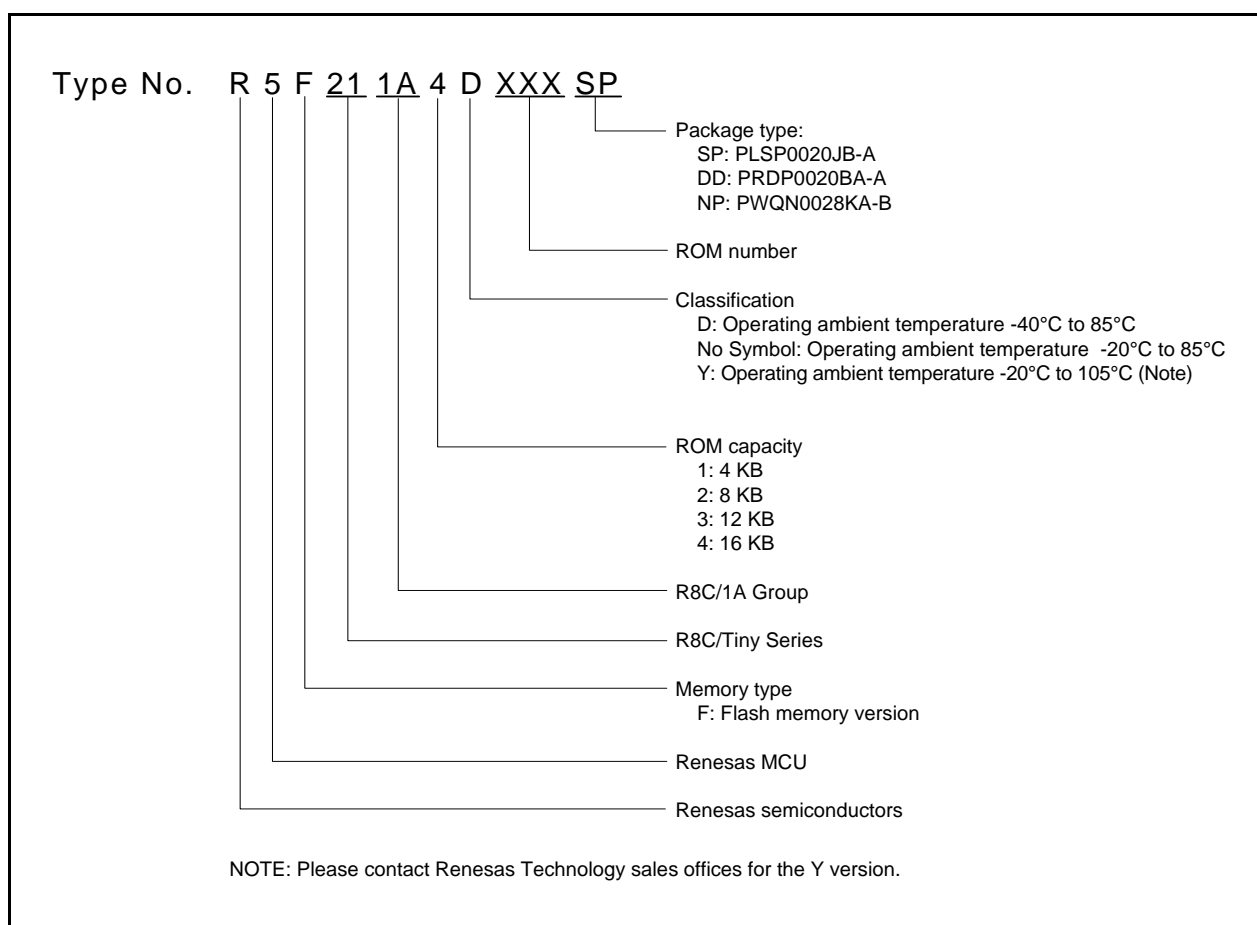 Type No. R 5 F 21 1A 4 D XXX SP
Package type:
SP: PLSP0020JB-A
DD: PRDP0020BA-A
NP: PWQN0028KA-B
ROM number
Classification
D: Operating ambient temperature -40°C to 85°C
No Symbol: Operating ambient temperature -20°C to 85°C
Y: Operating ambient temperature -20°C to 105°C (Note)
ROM capacity
1: 4 KB
2: 8 KB
3: 12 KB
4: 16 KB
R8C/1A Group
R8C/Tiny Series
Memory type
F: Flash memory version
Renesas MCU
Renesas semiconductors
NOTE: Please contact Renesas Technology sales offices for the Y version.